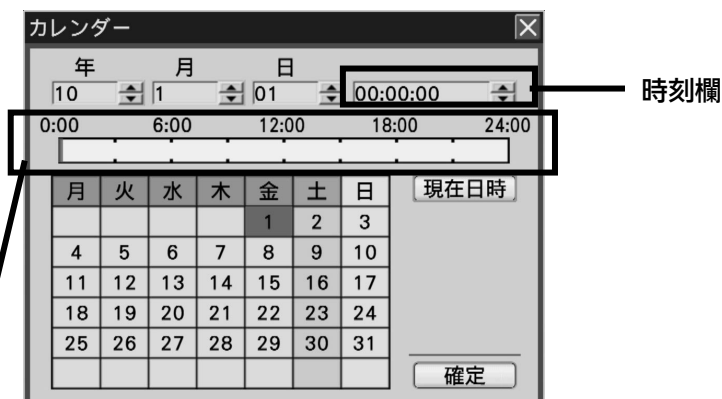 カレンダー
年 月 日
10 1 01 00:00:00 時刻欄
0:00 6:00 12:00 18:00 24:00
月 火 水 木 金 土 日 現在日時
1 2 3
4 5 6 7 8 9 10
11 12 13 14 15 16 17
18 19 20 21 22 23 24
25 26 27 28 29 30 31
確定